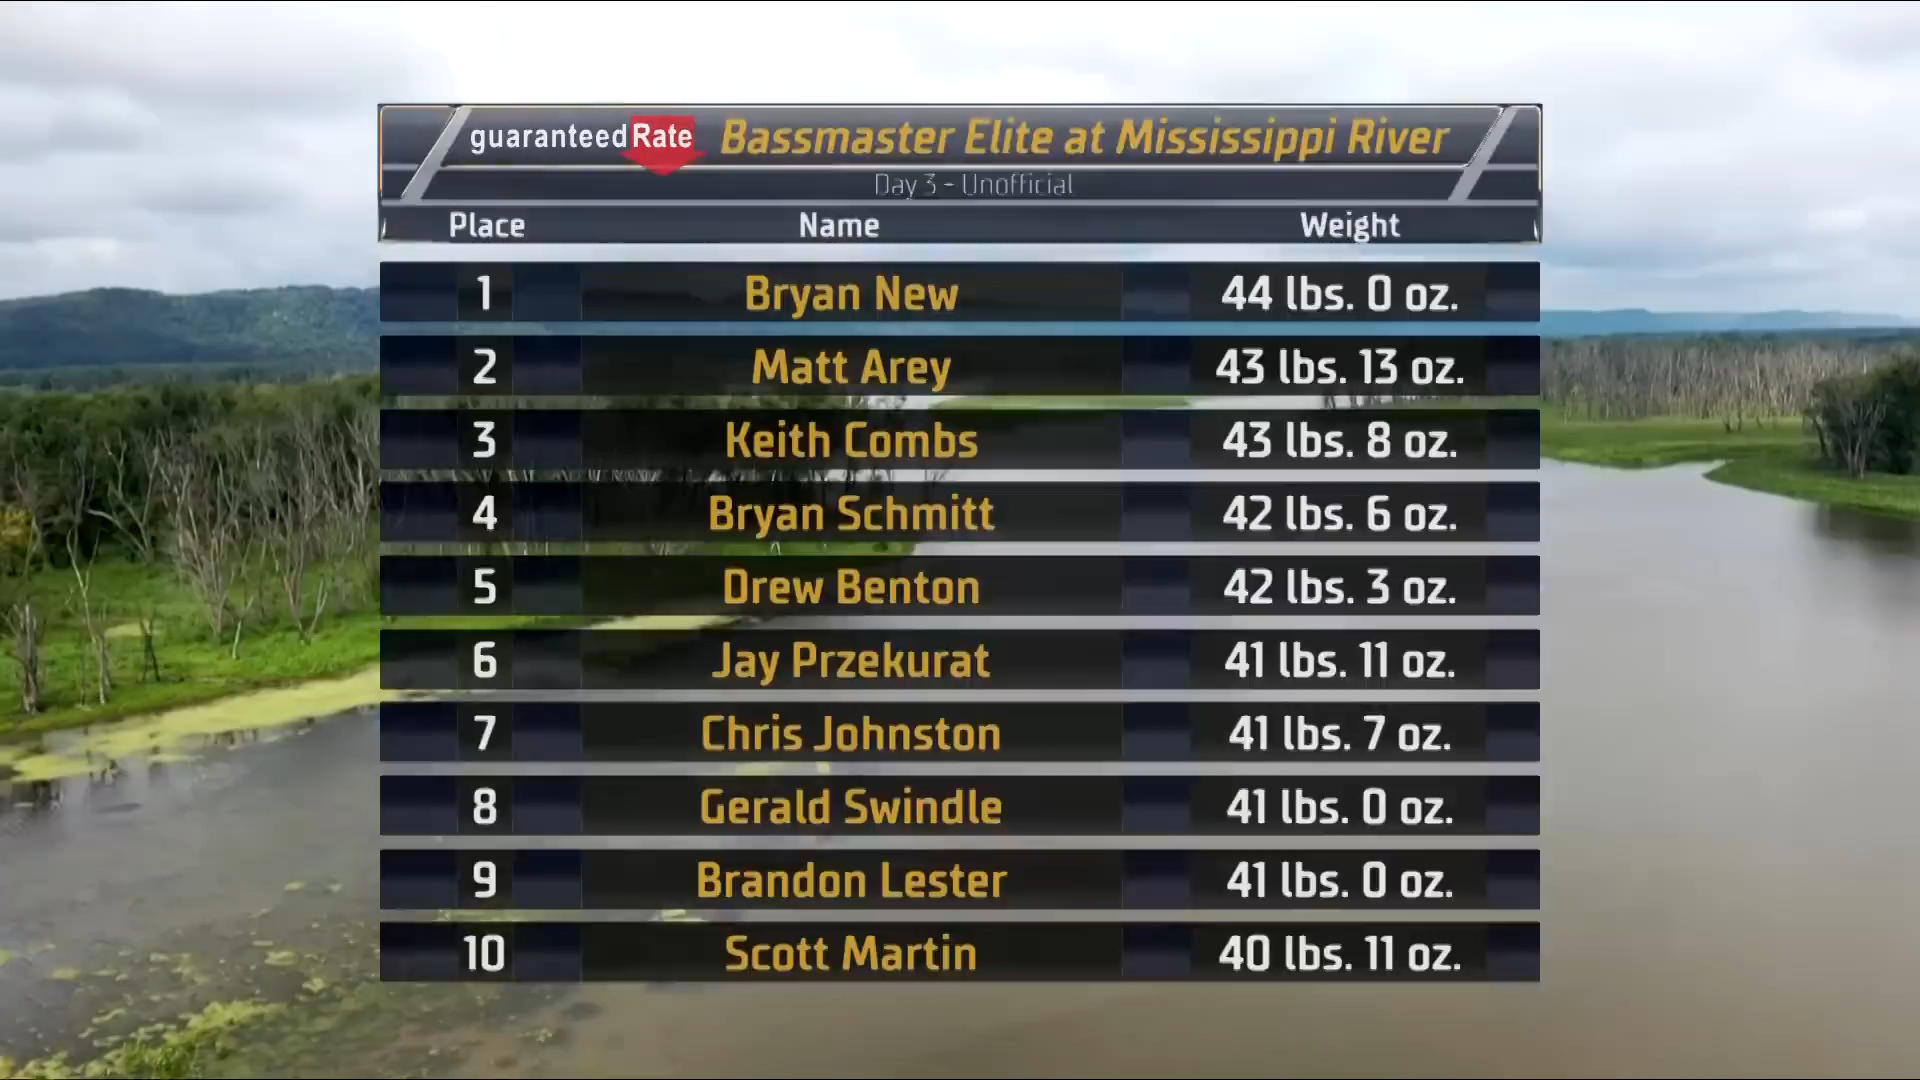 guaranteed Rate Bassmaster Elite at Mississippi River
Day 3 - Unofficial
Place Name Weight
1 Bryan New 44 lbs. 0 oz.
2 Matt Arey 43 lbs. 13 oz.
3 Keith Combs 43 lbs. 8 oz.
4 Bryan Schmitt 42 lbs. 6 oz.
5 Drew Benton 42 lbs. 3 oz.
6 Jay Przekurat 41 lbs. 11 oz.
7 Chris Johnston 41 lbs. 7 oz.
8 Gerald Swindle 41 lbs. 0 oz.
9 Brandon Lester 41 lbs. 0 oz.
10 Scott Martin 40 lbs. 11 oz.